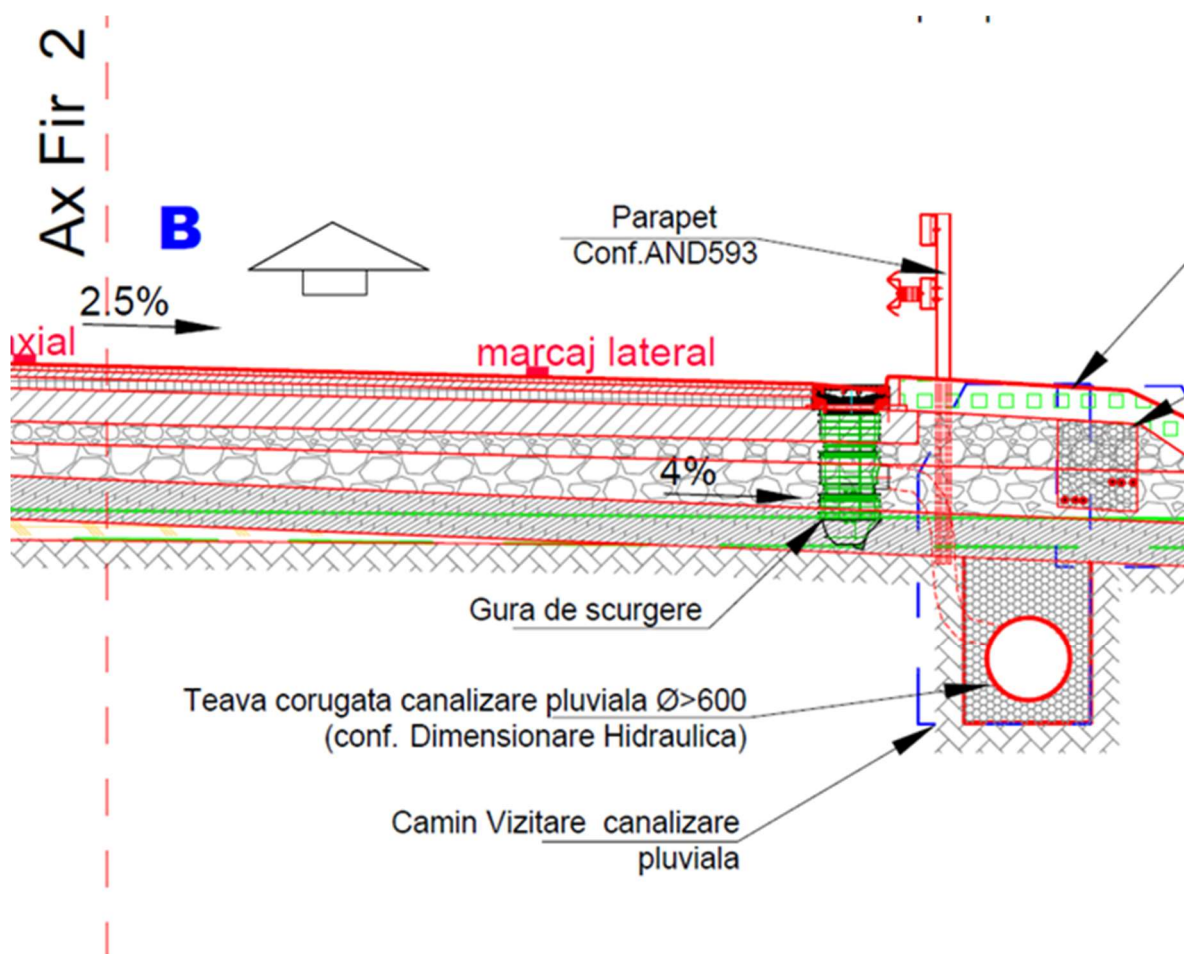 Ax Fir 2
B
Parapet
Conf.AND593
2.5%
xial
marcaj lateral
4%
Gura de scurgere
Teava corugata canalizare pluviala Ø>600
(conf. Dimensionare Hidraulica)
Camin Vizitare canalizare
pluviala